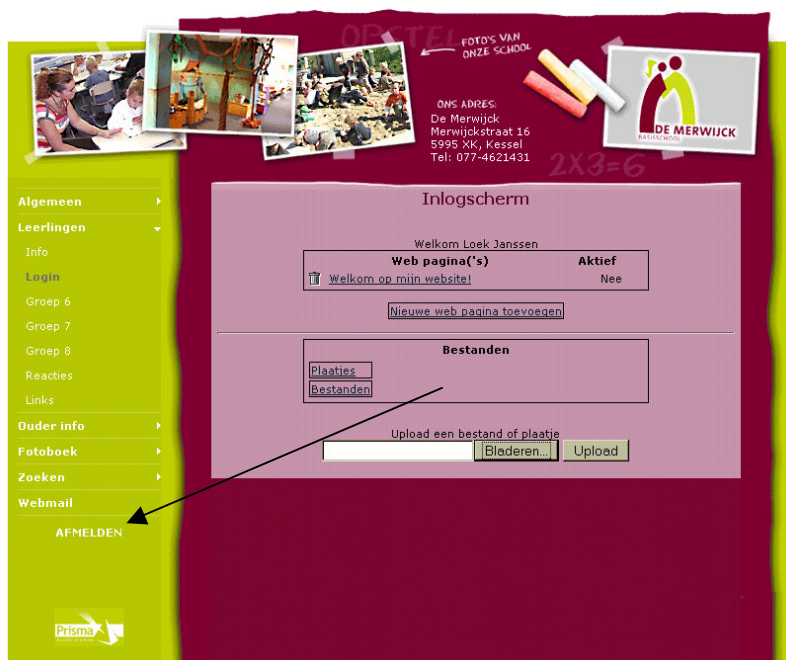 OPSTEL
FOTO'S VAN
ONZE SCHOOL
ONS ADRES:
De Merwijck
Merwijckstraat 16
5995 XK, Kessel
Tel: 077-4621431
2X3=6
DE MERWIJCK
BASISSCHOOL
Algemeen
Leerlingen
Info
Login
Groep 6
Groep 7
Groep 8
Reacties
Links
Ouder info
Fotoboek
Zoeken
Webmail
AFMELDEN
Prisma
Inlogscherm
Welkom Loek Janssen
Web pagina('s) Aktief
Welkom op mijn website! Nee
Nieuwe web pagina toevoegen
Bestanden
Plaatjes
Bestanden
Upload een bestand of plaatje
Bladeren... Upload